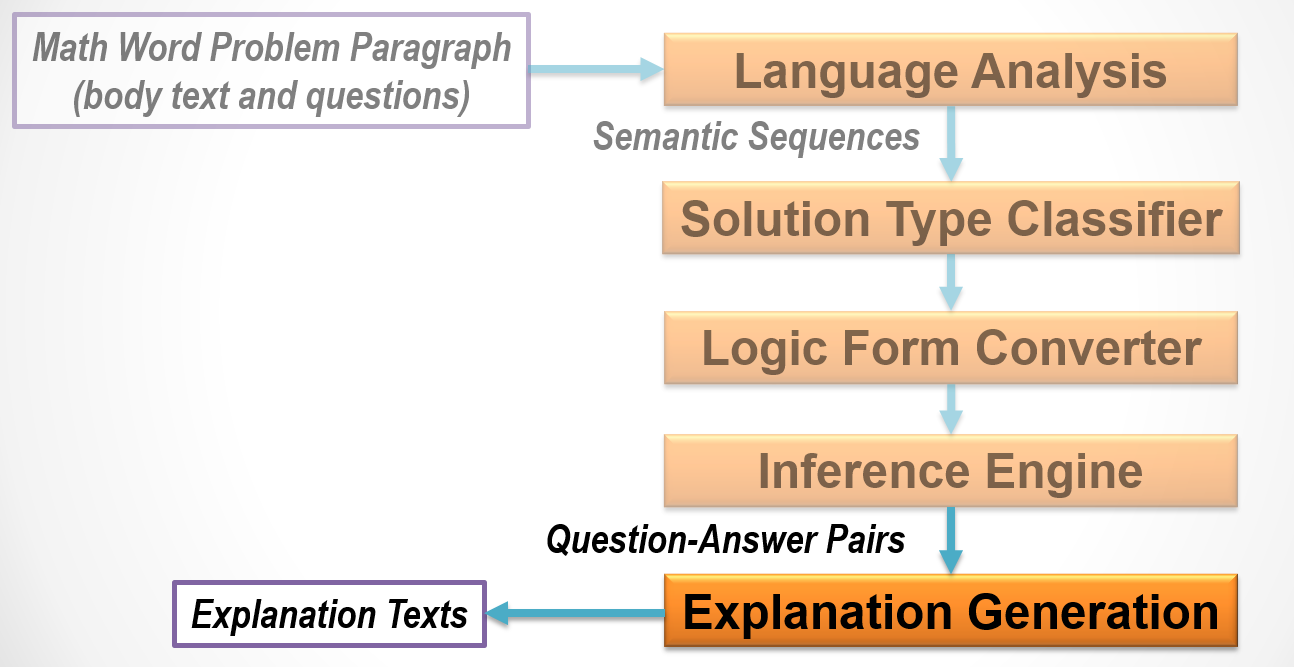 Math Word Problem Paragraph
(body text and questions)
Language Analysis
Semantic Sequences
Solution Type Classifier
Logic Form Converter
Inference Engine
Question-Answer Pairs
Explanation Generation
Explanation Texts